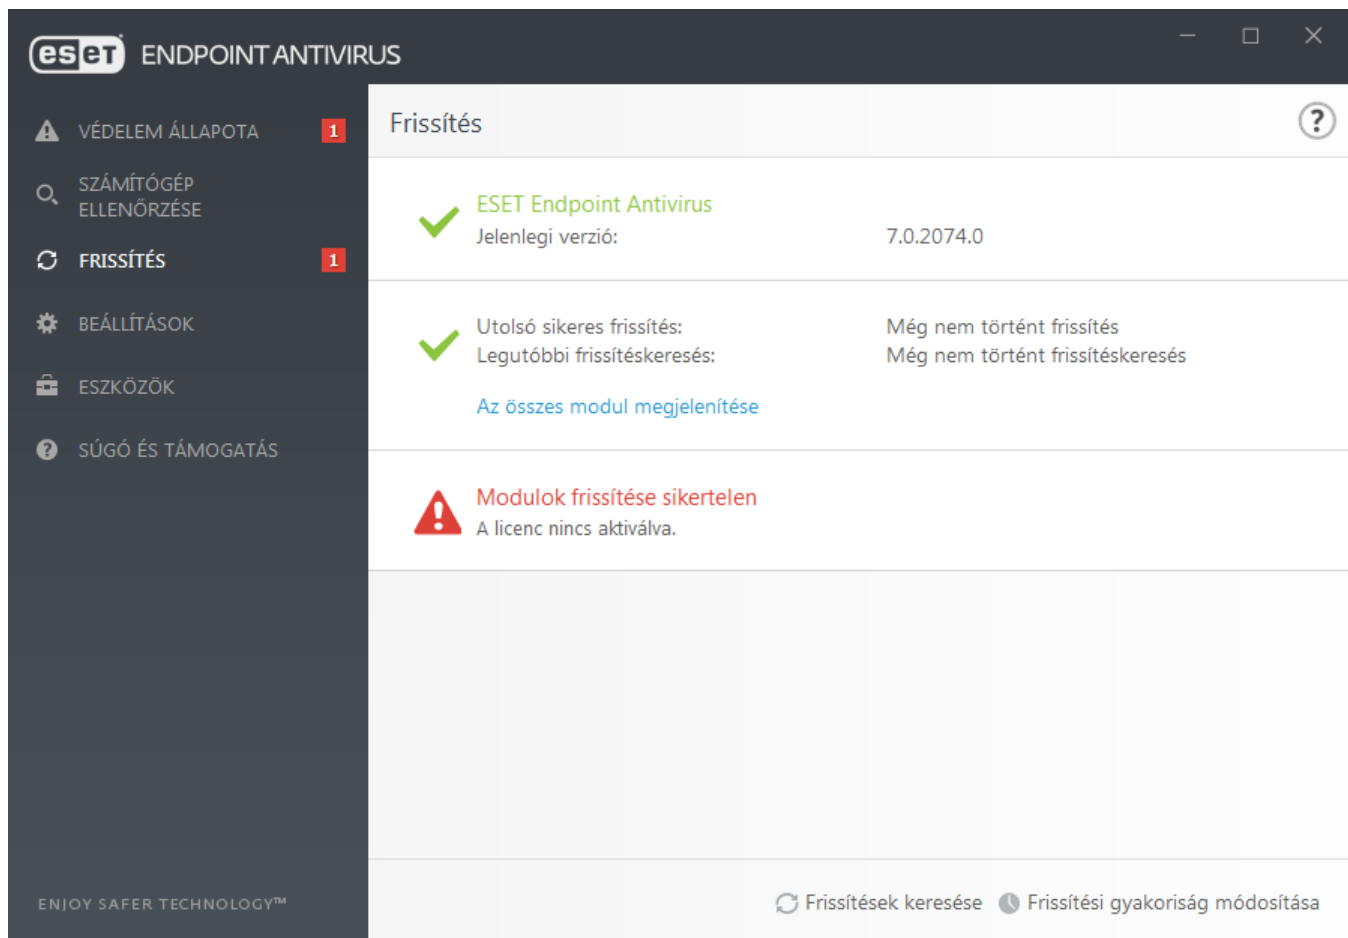 eset ENDPOINT ANTIVIRUS
VÉDELEM ÁLLAPOTA 1
SZÁMÍTÓGÉP
ELLENŐRZÉSE
FRISSÍTÉS 1
BEÁLLÍTÁSOK
ESZKÖZÖK
SÚGÓ ÉS TÁMOGATÁS
ENJOY SAFER TECHNOLOGY™
Frissítés ?
ESET Endpoint Antivirus
Jelenlegi verzió: 7.0.2074.0
Utolsó sikeres frissítés: Még nem történt frissítés
Legutóbbi frissítéskeresés: Még nem történt frissítéskeresés
Az összes modul megjelenítése
Modulok frissítése sikertelen
A licenc nincs aktiválva.
Frissítések keresése Frissítési gyakoriság módosítása